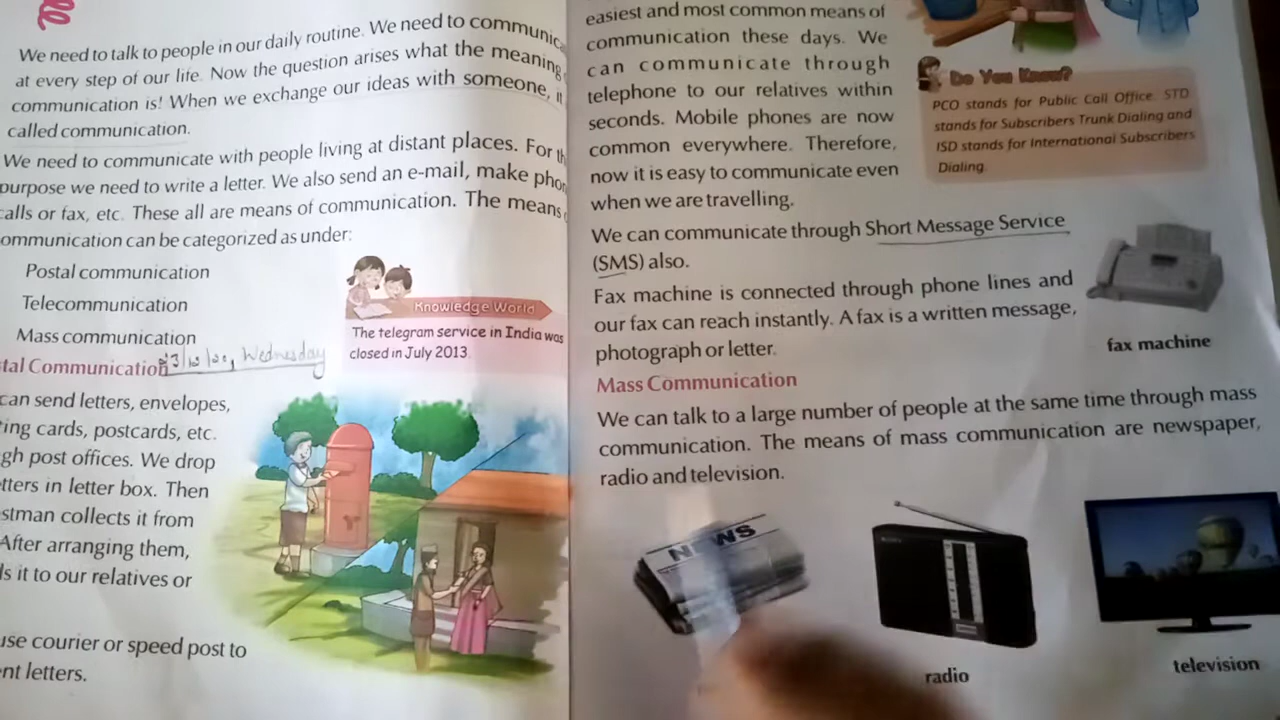 We need to talk to people in our daily routine. We need to
at every step of our life. Now the question arises what the meaning
communication is! When we exchange our ideas with someone,
called communication.
We need to communicate with people living at distant places. For
purpose we need to write a letter. We also send an e-mail, make
calls or fax, etc. These all are means of communication. The means
ommunication can be categorized as under:
Postal communication
Telecommunication
Mass communication
tal Communication Wednesday
can send letters, envelopes,
ting cards, postcards, etc.
gh post offices. We drop
tters in letter box. Then
stman collects it from
After arranging them,
ds it to our relatives or
use courier or speed post to
nt letters.
Knowledge World
The telegram service in India was
closed in July 2013.
easiest and most common means of
communication these days. We
can communicate through
telephone to our relatives within
seconds. Mobile phones are now
common everywhere. Therefore,
now it is easy to communicate even
when we are travelling.
Do You Know?
PCO stands for Public Call Office. STD
stands for Subscribers Trunk Dialing and
ISD stands for International Subscribers
Dialing.
We can communicate through Short Message Service
(SMS) also.
Fax machine is connected through phone lines and
our fax can reach instantly. A fax is a written message,
photograph or letter.
fax machine
Mass Communication
We can talk to a large number of people at the same time through mass
communication. The means of mass communication are newspaper,
radio and television.
NEWS
radio
television